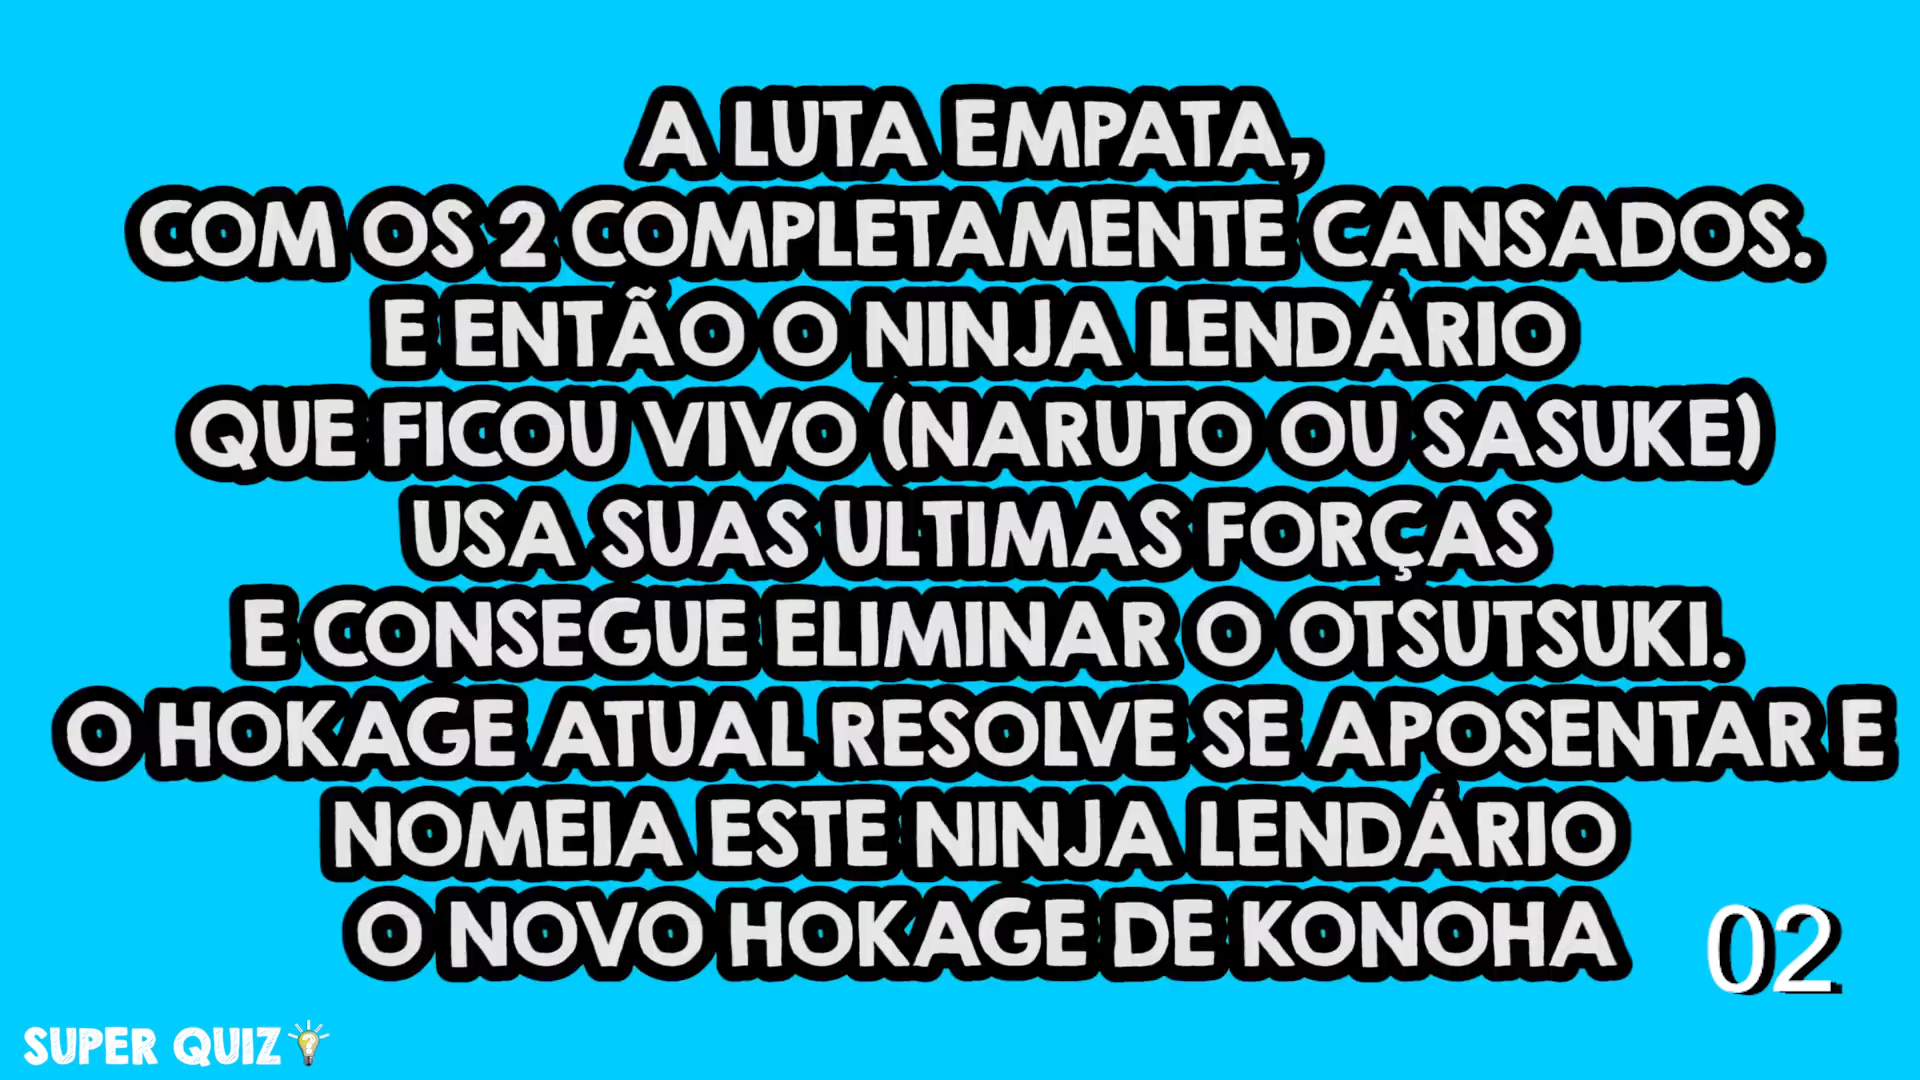 A LUTA EMPATA,
COM OS 2 COMPLETAMENTE CANSADOS.
E ENTÃO O NINJA LENDÁRIO
QUE FICOU VIVO (NARUTO OU SASUKE)
USA SUAS ULTIMAS FORÇAS
E CONSEGUE ELIMINAR O OTSUTSUKI.
O HOKAGE ATUAL RESOLVE SE APOSENTAR E
NOMEIA ESTE NINJA LENDÁRIO
O NOVO HOKAGE DE KONOHA
02
SUPER QUIZ